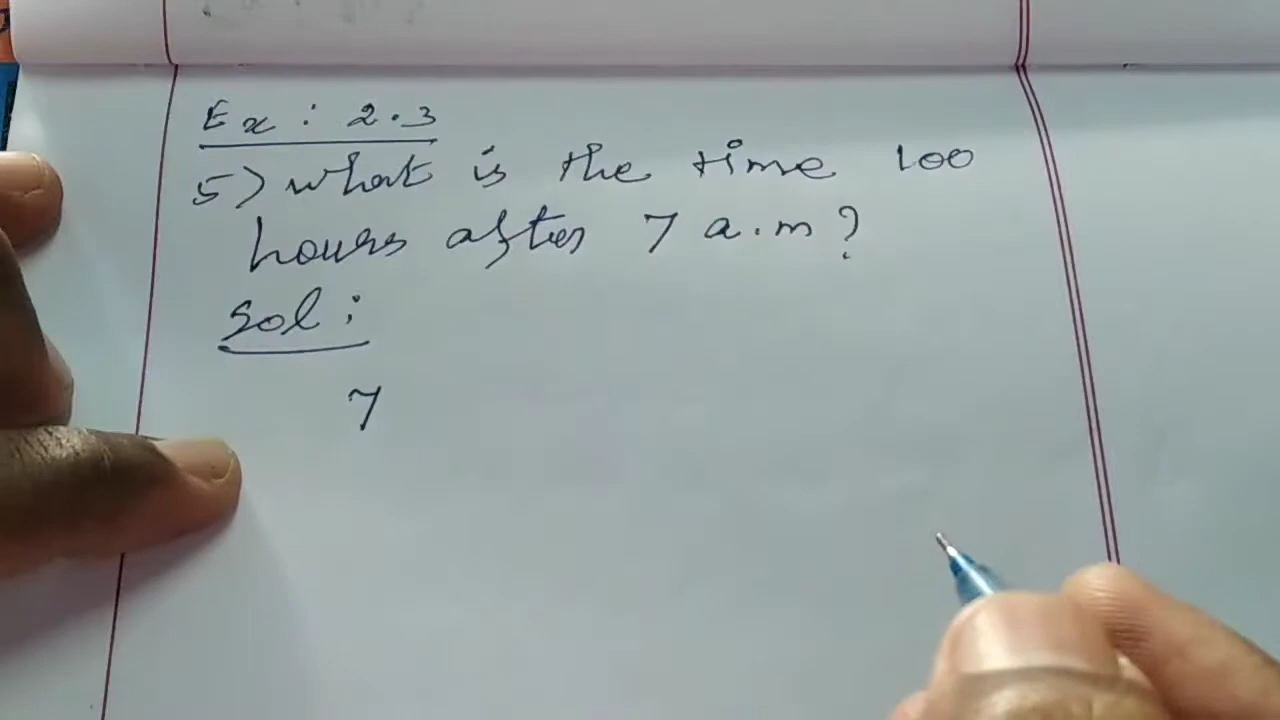 Ex : 2.3
5) What is the time 100
hours after 7 a.m ?
Sol :
7